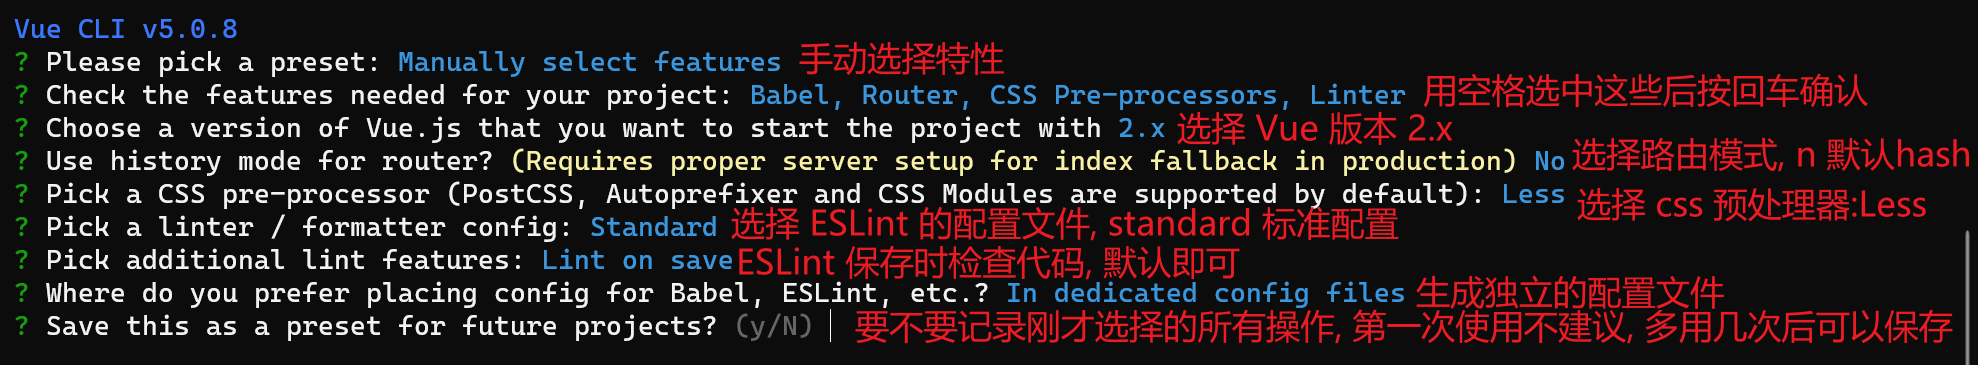 Vue CLI v5.0.8
? Please pick a preset: Manually select features 手动选择特性
? Check the features needed for your project: Babel, Router, CSS Pre-processors, Linter 用空格选中这些后按回车确认
? Choose a version of Vue.js that you want to start the project with 2.x 选择 Vue 版本 2.x
? Use history mode for router? (Requires proper server setup for index fallback in production) No 选择路由模式, n 默认hash
? Pick a CSS pre-processor (PostCSS, Autoprefixer and CSS Modules are supported by default): Less 选择 css 预处理器:Less
? Pick a linter / formatter config: Standard 选择 ESLint 的配置文件, standard 标准配置
? Pick additional lint features: Lint on save ESLint 保存时检查代码, 默认即可
? Where do you prefer placing config for Babel, ESLint, etc.? In dedicated config files 生成独立的配置文件
? Save this as a preset for future projects? (y/N) 要不要记录刚才选择的所有操作, 第一次使用不建议, 多用几次后可以保存